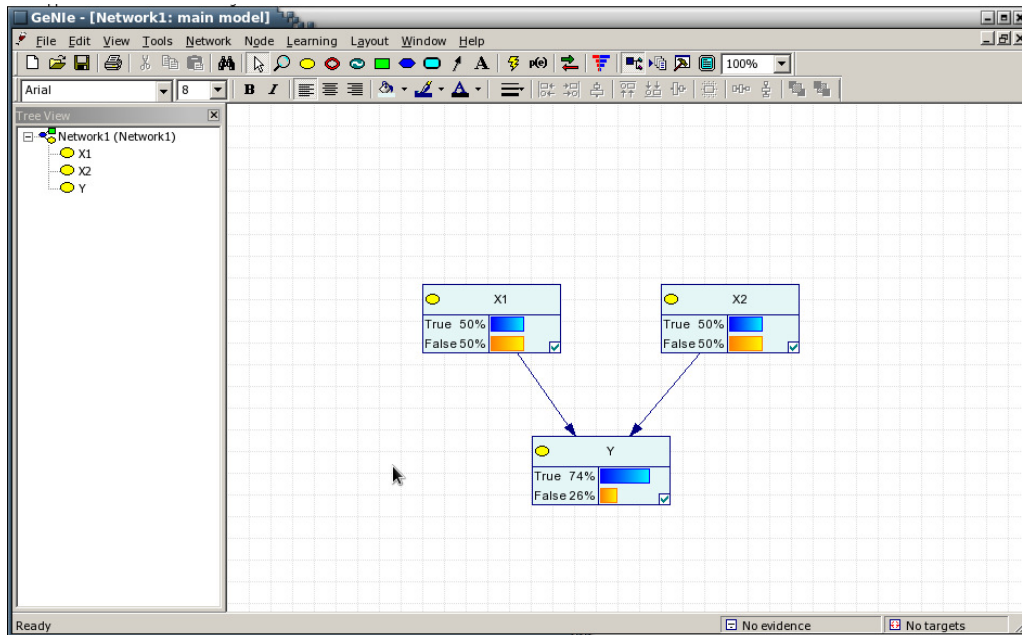 GeNIe - [Network1: main model]
File Edit View Tools Network Node Learning Layout Window Help
A p(e) 100%
Arial 8 B I A
Tree View
Network1 (Network1)
X1
X2
Y
X1
True 50%
False 50%
X2
True 50%
False 50%
Y
True 74%
False 26%
Ready No evidence No targets